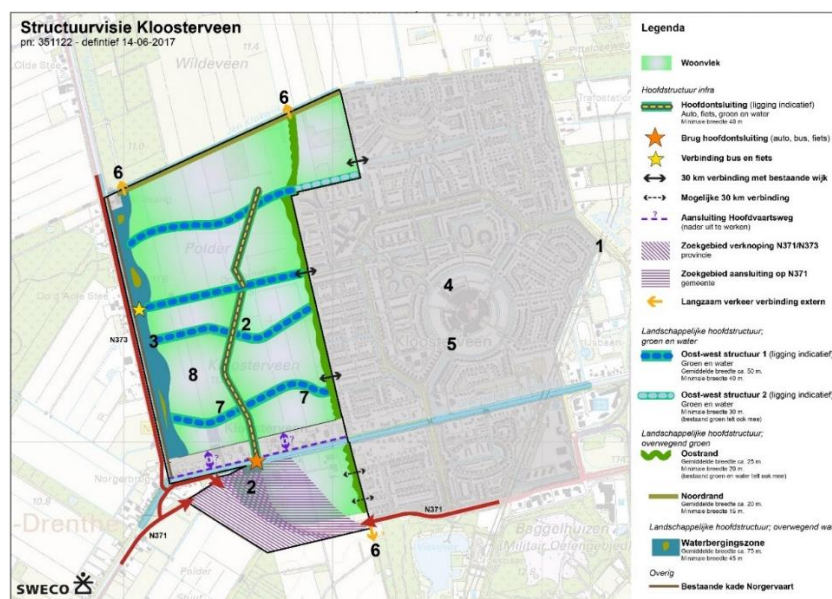 Structuurvisie Kloosterveen
pn: 351122 - defintief 14-06-2017
Wildeveen
Polder
Kloosterveen
6
6
1
4
5
2
3
8
7
7
2
6
N373
N371
N371
-Drenthe
Baggelhuizen
SWECO
Legenda
Woonvlek
Hoofdstructuur infra
Hoofdontsluiting (ligging indicatief)
Auto, fiets, groen en water
Minimale breedte 40 m
Brug hoofdontsluiting (auto, bus, fiets)
Verbinding bus en fiets
30 km verbinding met bestaande wijk
Mogelijke 30 km verbinding
?
Aansluiting Hoofdvaartsweg
(nader uit te werken)
Zoekgebied verknoping N371/N373
provincie
Zoekgebied aansluiting op N371
gemeente
Langzaam verkeer verbinding extern
Landschappelijke hoofdstructuur;
groen en water
Oost-west structuur 1 (ligging indicatief)
Groen en water
Gemiddelde breedte ca. 50 m.
Minimale breedte 40 m.
Oost-west structuur 2 (ligging indicatief)
Groen en water
Minimale breedte 30 m.
(bestaand groen telt ook mee)
Landschappelijke hoofdstructuur;
overwegend groen
Oostrand
Gemiddelde breedte ca. 25 m.
Minimale breedte 20 m
(bestaand groen en water telt ook mee)
Noordrand
Gemiddelde breedte ca. 20 m.
Minimale breedte 15 m.
Landschappelijke hoofdstructuur; overwegend wa
Waterbergingszone
Gemiddelde breedte ca. 75 m.
Minimale breedte 45 m
Overig
Bestaande kade Norgervaart